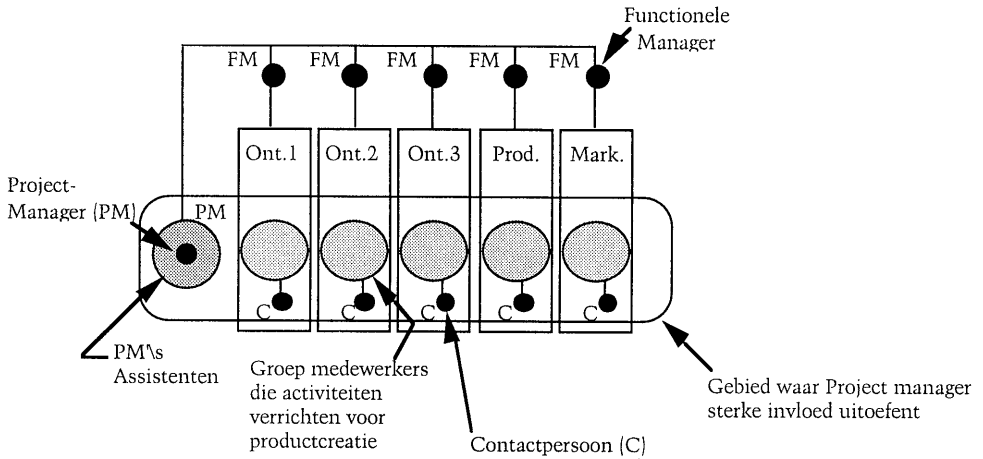 Functionele
Manager
FM FM FM FM FM
Ont.1 Ont.2 Ont.3 Prod. Mark.
Project-
Manager (PM)
PM
C C C C C
PM'\s
Assistenten
Groep medewerkers
die activiteiten
verrichten voor
productcreatie
Contactpersoon (C)
Gebied waar Project manager
sterke invloed uitoefent